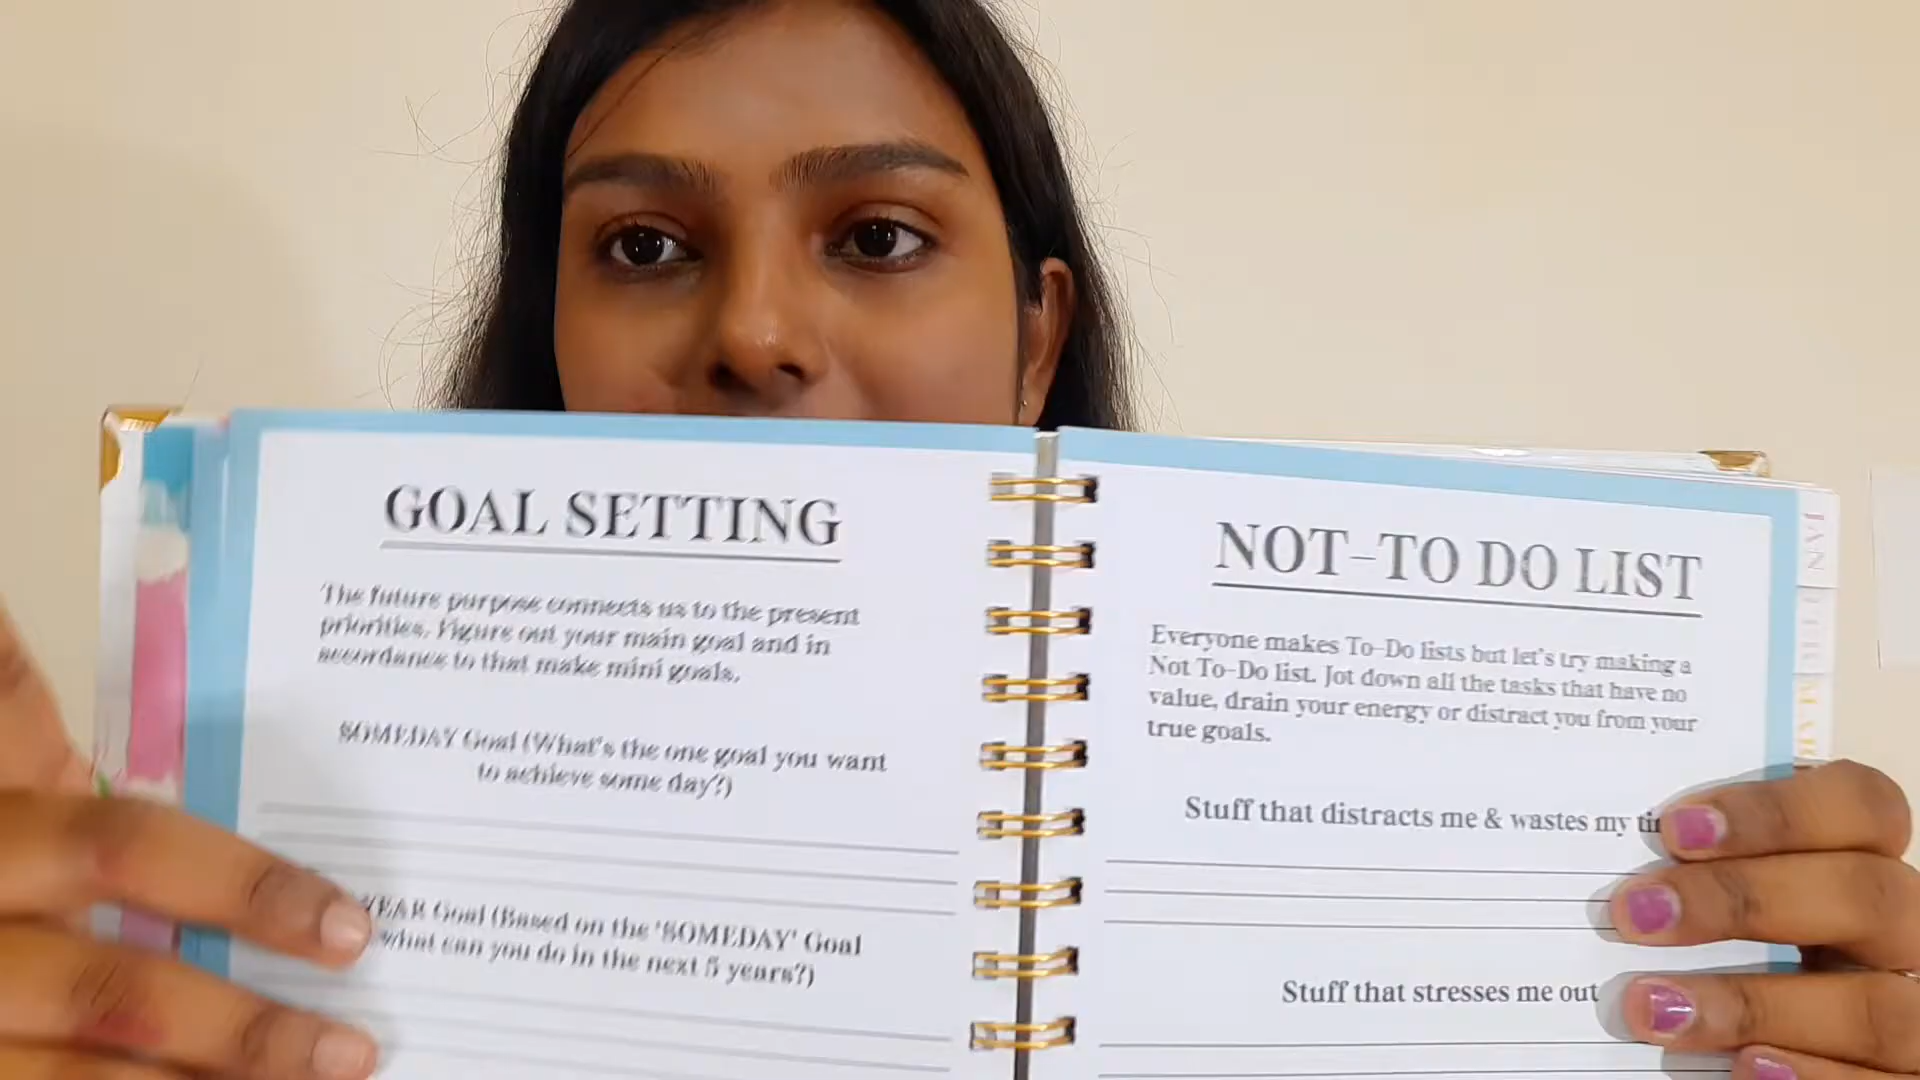 GOAL SETTING
The future purpose connects us to the present
priorities. Figure out your main goal and in
accordance to that make mini goals.
SOMEDAY Goal (What's the one goal you want
to achieve some day?)
YEAR Goal (Based on the 'SOMEDAY' Goal
what can you do in the next 5 years?)
NOT-TO DO LIST
Everyone makes To-Do lists but let's try making a
Not To-Do list. Jot down all the tasks that have no
value, drain your energy or distract you from your
true goals.
Stuff that distracts me & wastes my
Stuff that stresses me out
JAN
FEB
MAR